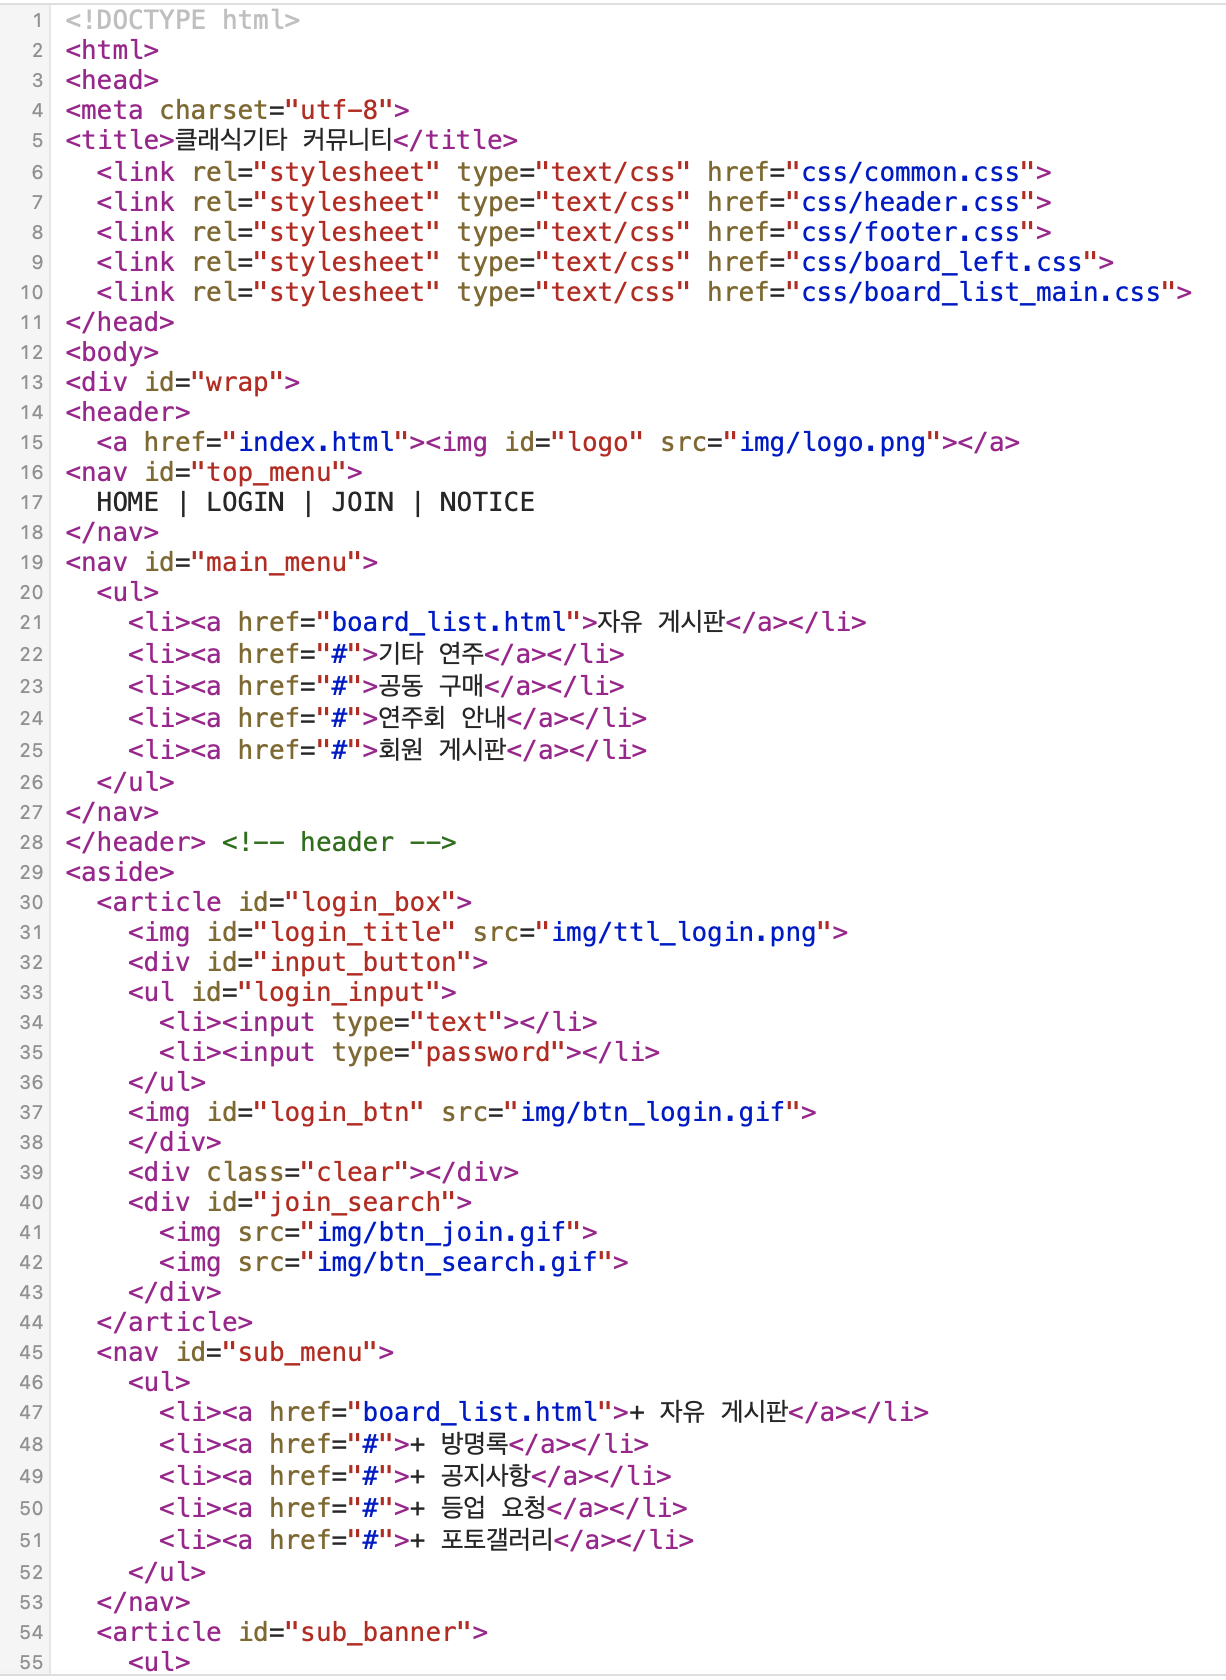 1 <!DOCTYPE html>
2 <html>
3 <head>
4 <meta charset="utf-8">
5 <title>클래식기타 커뮤니티</title>
6 <link rel="stylesheet" type="text/css" href="css/common.css">
7 <link rel="stylesheet" type="text/css" href="css/header.css">
8 <link rel="stylesheet" type="text/css" href="css/footer.css">
9 <link rel="stylesheet" type="text/css" href="css/board_left.css">
10 <link rel="stylesheet" type="text/css" href="css/board_list_main.css">
11 </head>
12 <body>
13 <div id="wrap">
14 <header>
15 <a href="index.html"><img id="logo" src="img/logo.png"></a>
16 <nav id="top_menu">
17 HOME | LOGIN | JOIN | NOTICE
18 </nav>
19 <nav id="main_menu">
20 <ul>
21 <li><a href="board_list.html">자유 게시판</a></li>
22 <li><a href="#">기타 연주</a></li>
23 <li><a href="#">공동 구매</a></li>
24 <li><a href="#">연주회 안내</a></li>
25 <li><a href="#">회원 게시판</a></li>
26 </ul>
27 </nav>
28 </header> <!-- header -->
29 <aside>
30 <article id="login_box">
31 <img id="login_title" src="img/ttl_login.png">
32 <div id="input_button">
33 <ul id="login_input">
34 <li><input type="text"></li>
35 <li><input type="password"></li>
36 </ul>
37 <img id="login_btn" src="img/btn_login.gif">
38 </div>
39 <div class="clear"></div>
40 <div id="join_search">
41 <img src="img/btn_join.gif">
42 <img src="img/btn_search.gif">
43 </div>
44 </article>
45 <nav id="sub_menu">
46 <ul>
47 <li><a href="board_list.html">+ 자유 게시판</a></li>
48 <li><a href="#">+ 방명록</a></li>
49 <li><a href="#">+ 공지사항</a></li>
50 <li><a href="#">+ 등업 요청</a></li>
51 <li><a href="#">+ 포토갤러리</a></li>
52 </ul>
53 </nav>
54 <article id="sub_banner">
55 <ul>